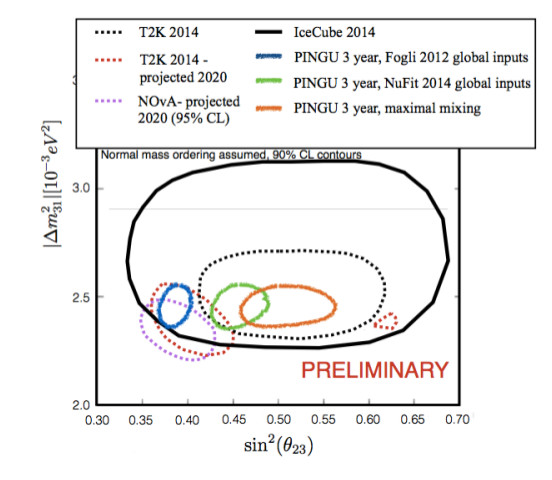 T2K 2014
T2K 2014 -
projected 2020
NOνA- projected
2020 (95% CL)
IceCube 2014
PINGU 3 year, Fogli 2012 global inputs
PINGU 3 year, NuFit 2014 global inputs
PINGU 3 year, maximal mixing
Normal mass ordering assumed, 90% CL contours
|Δm²₃₁|[10⁻³eV²]
3.0
2.5
2.0
PRELIMINARY
0.30 0.35 0.40 0.45 0.50 0.55 0.60 0.65 0.70
sin²(θ₂₃)